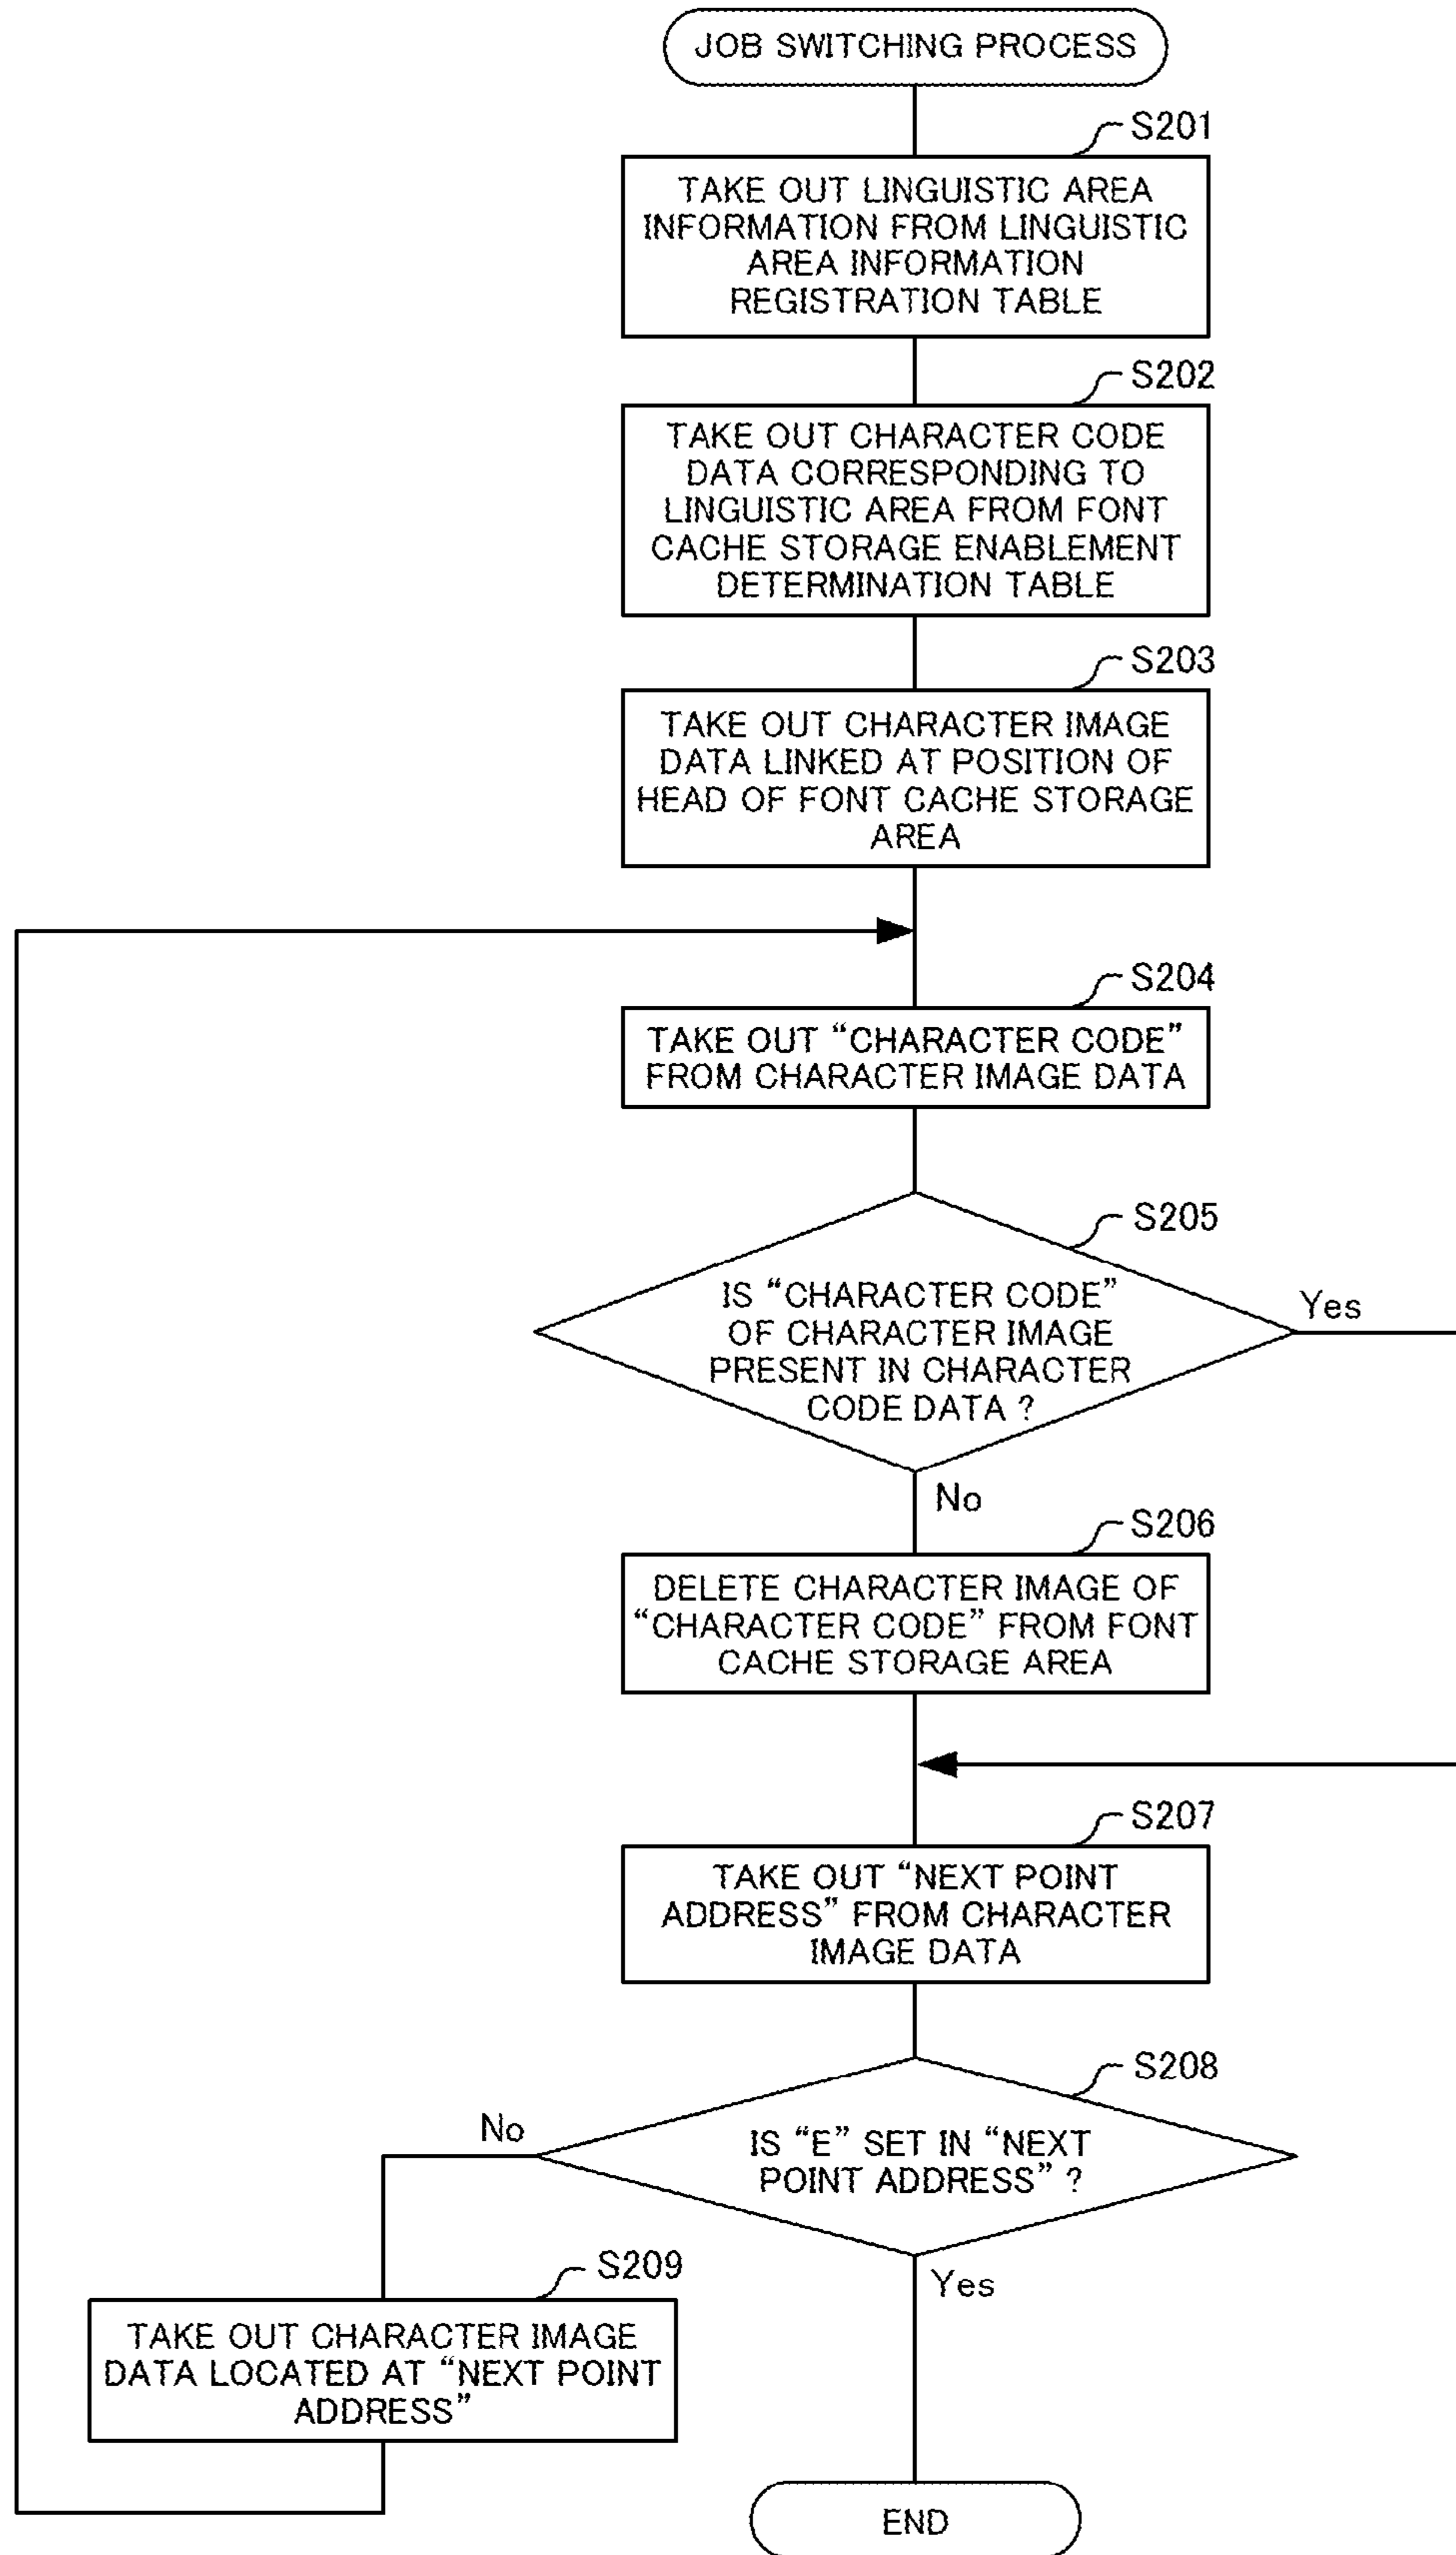 JOB SWITCHING PROCESS
S201
TAKE OUT LINGUISTIC AREA
INFORMATION FROM LINGUISTIC
AREA INFORMATION
REGISTRATION TABLE
S202
TAKE OUT CHARACTER CODE
DATA CORRESPONDING TO
LINGUISTIC AREA FROM FONT
CACHE STORAGE ENABLEMENT
DETERMINATION TABLE
S203
TAKE OUT CHARACTER IMAGE
DATA LINKED AT POSITION OF
HEAD OF FONT CACHE STORAGE
AREA
S204
TAKE OUT “CHARACTER CODE”
FROM CHARACTER IMAGE DATA
S205
IS “CHARACTER CODE”
OF CHARACTER IMAGE
PRESENT IN CHARACTER
CODE DATA ?
Yes
No
S206
DELETE CHARACTER IMAGE OF
“CHARACTER CODE” FROM FONT
CACHE STORAGE AREA
S207
TAKE OUT “NEXT POINT
ADDRESS” FROM CHARACTER
IMAGE DATA
S208
IS “E” SET IN “NEXT
POINT ADDRESS” ?
No
Yes
S209
TAKE OUT CHARACTER IMAGE
DATA LOCATED AT “NEXT POINT
ADDRESS”
END